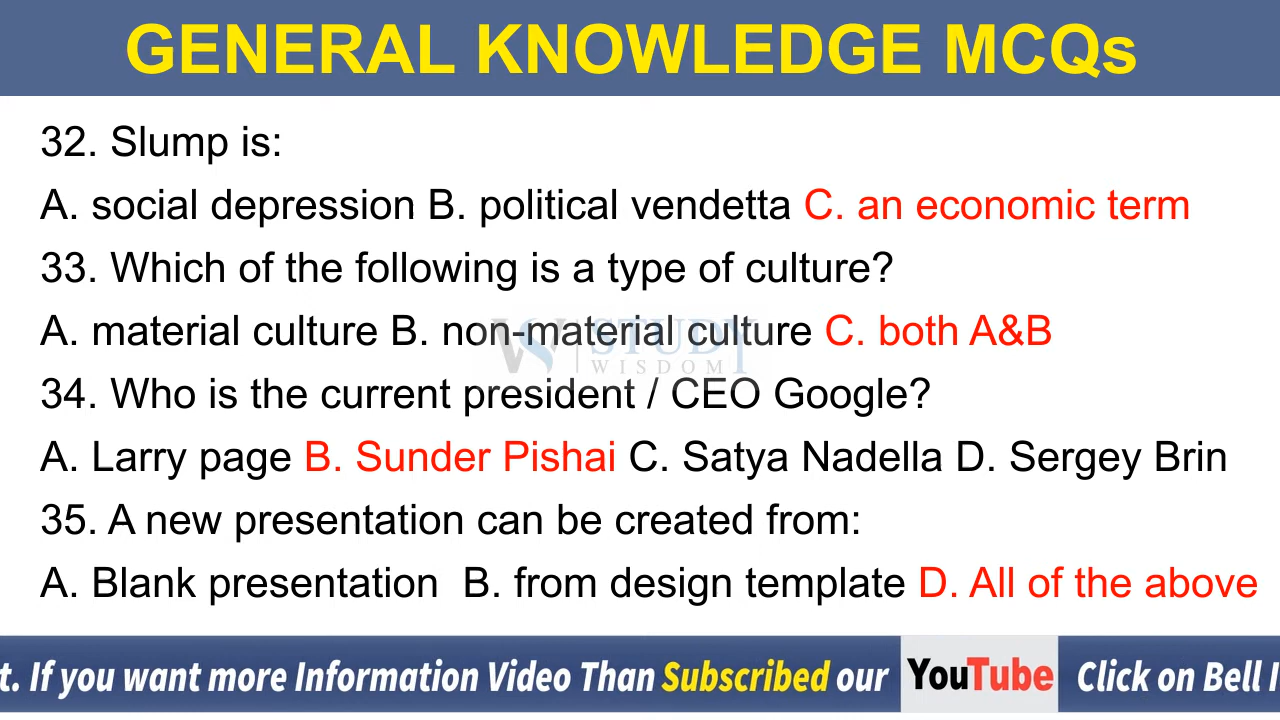 GENERAL KNOWLEDGE MCQs
32. Slump is:
A. social depression B. political vendetta C. an economic term
33. Which of the following is a type of culture?
A. material culture B. non-material culture C. both A&B
WS STUDY
WISDOM
34. Who is the current president / CEO Google?
A. Larry page B. Sunder Pishai C. Satya Nadella D. Sergey Brin
35. A new presentation can be created from:
A. Blank presentation B. from design template D. All of the above
t. If you want more Information Video Than Subscribed our YouTube Click on Bell I